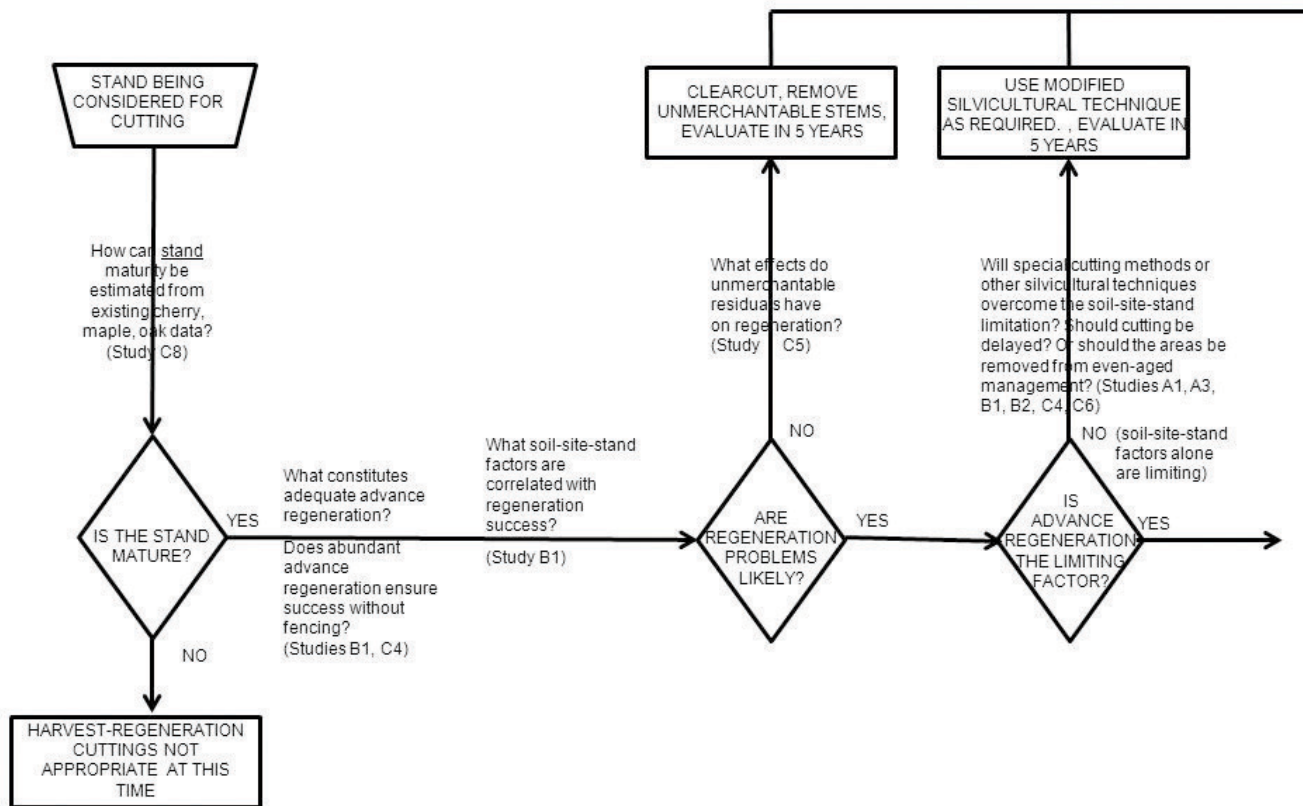 STAND BEING
CONSIDERED FOR
CUTTING
CLEARCUT, REMOVE
UNMERCHANTABLE STEMS,
EVALUATE IN 5 YEARS
USE MODIFIED
SILVICULTURAL TECHNIQUE
AS REQUIRED. , EVALUATE IN
5 YEARS
How can stand
maturity be
estimated from
existing cherry,
maple, oak data?
(Study C8)
What effects do
unmerchantable
residuals have
on regeneration?
(Study C5)
Will special cutting methods or
other silvicultural techniques
overcome the soil-site-stand
limitation? Should cutting be
delayed? Or should the areas be
removed from even-aged
management? (Studies A1, A3,
B1, B2, C4, C6)
NO
NO (soil-site-stand
factors alone
are limiting)
What constitutes
adequate advance
regeneration?
What soil-site-stand
factors are
correlated with
regeneration
success?
(Study B1)
IS THE STAND
MATURE?
YES
Does abundant
advance
regeneration ensure
success without
fencing?
(Studies B1, C4)
ARE
REGENERATION
PROBLEMS
LIKELY?
YES
IS
ADVANCE
REGENERATION
THE LIMITING
FACTOR?
YES
NO
HARVEST-REGENERATION
CUTTINGS NOT
APPROPRIATE AT THIS
TIME